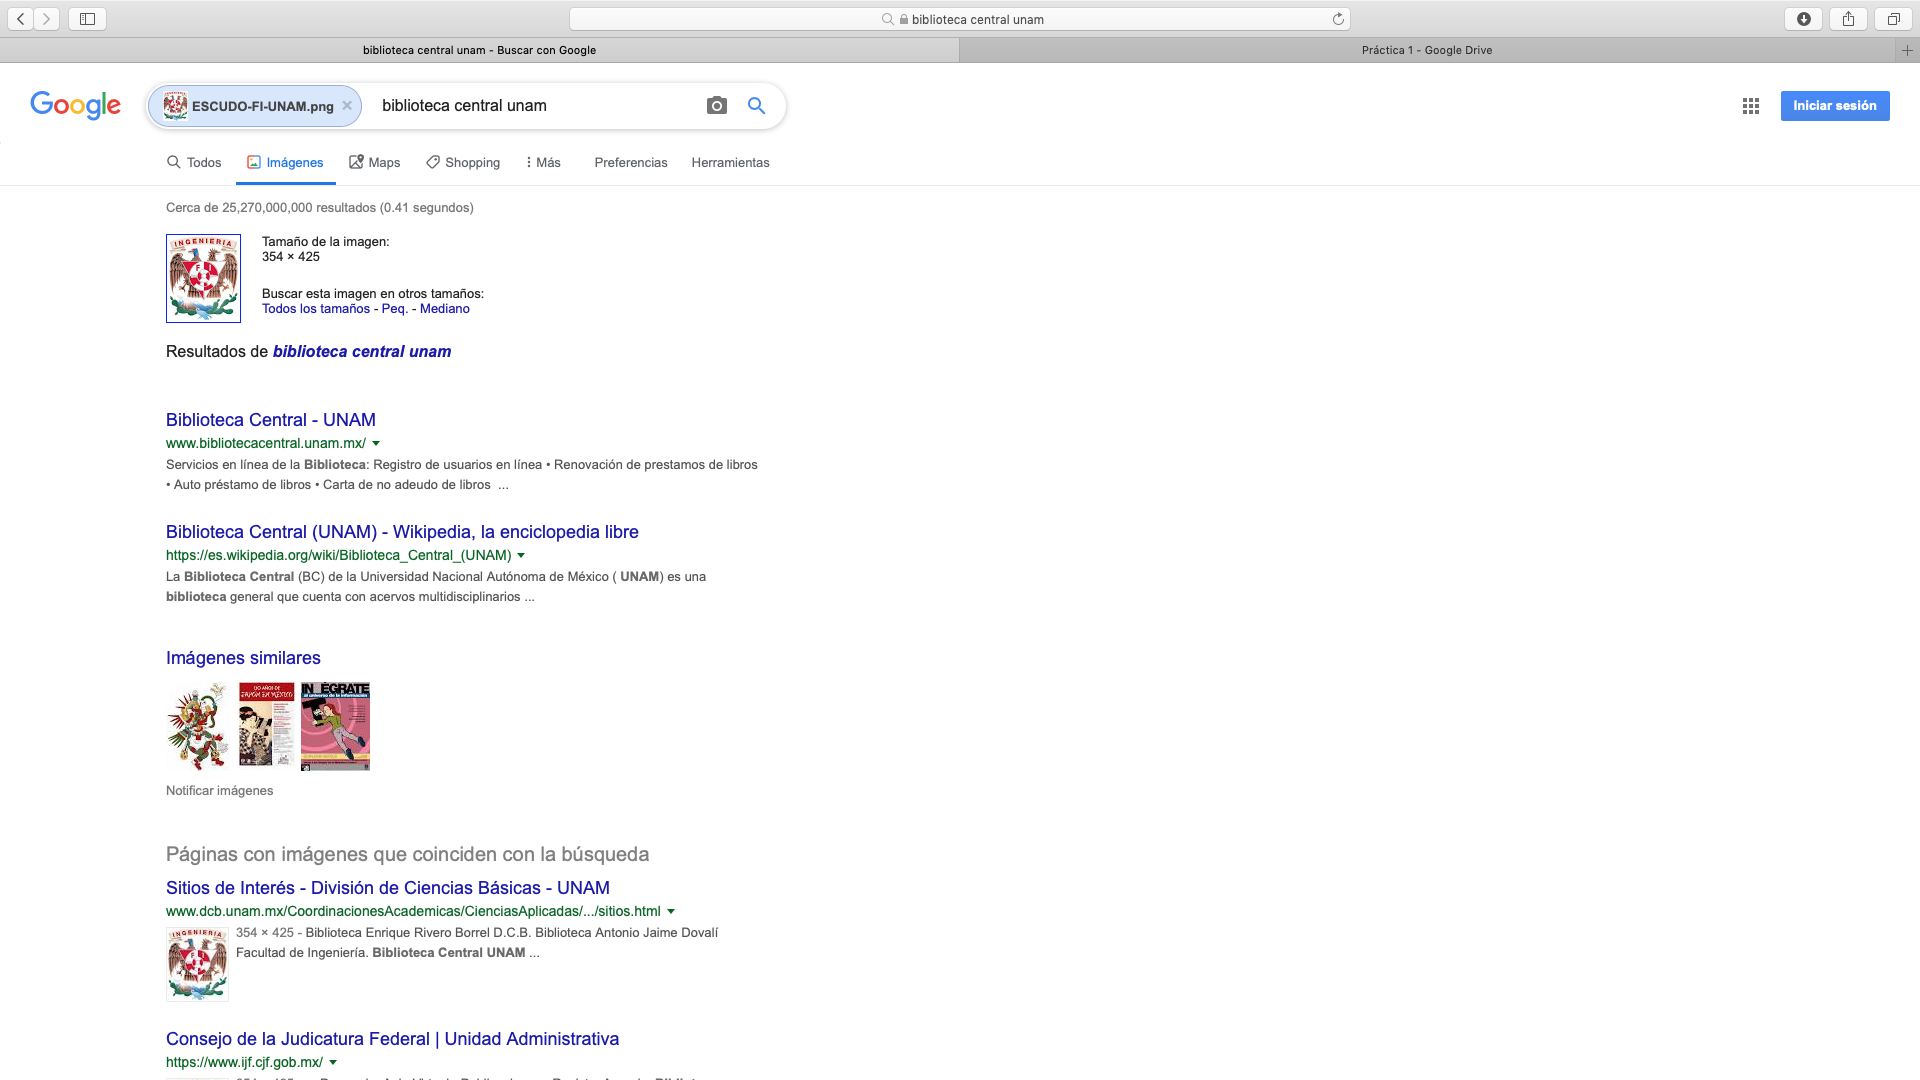 biblioteca central unam
biblioteca central unam - Buscar con Google
Práctica 1 - Google Drive
Google
ESCUDO-FI-UNAM.png
biblioteca central unam
Iniciar sesión
Todos
Imágenes
Maps
Shopping
Más
Preferencias
Herramientas
Cerca de 25,270,000,000 resultados (0.41 segundos)
INGENIERIA
Tamaño de la imagen:
354 × 425
Buscar esta imagen en otros tamaños:
Todos los tamaños - Peq. - Mediano
Resultados de biblioteca central unam
Biblioteca Central - UNAM
www.bibliotecacentral.unam.mx/
Servicios en línea de la Biblioteca: Registro de usuarios en línea • Renovación de prestamos de libros
• Auto préstamo de libros • Carta de no adeudo de libros ...
Biblioteca Central (UNAM) - Wikipedia, la enciclopedia libre
https://es.wikipedia.org/wiki/Biblioteca_Central_(UNAM)
La Biblioteca Central (BC) de la Universidad Nacional Autónoma de México ( UNAM) es una
biblioteca general que cuenta con acervos multidisciplinarios ...
Imágenes similares
JAPÓN EN MÉXICO
al universo de la información
Notificar imágenes
Páginas con imágenes que coinciden con la búsqueda
Sitios de Interés - División de Ciencias Básicas - UNAM
www.dcb.unam.mx/CoordinacionesAcademicas/CienciasAplicadas/.../sitios.html
INGENIERIA
354 × 425 - Biblioteca Enrique Rivero Borrel D.C.B. Biblioteca Antonio Jaime Dovalí
Facultad de Ingeniería. Biblioteca Central UNAM ...
Consejo de la Judicatura Federal | Unidad Administrativa
https://www.ijf.cjf.gob.mx/